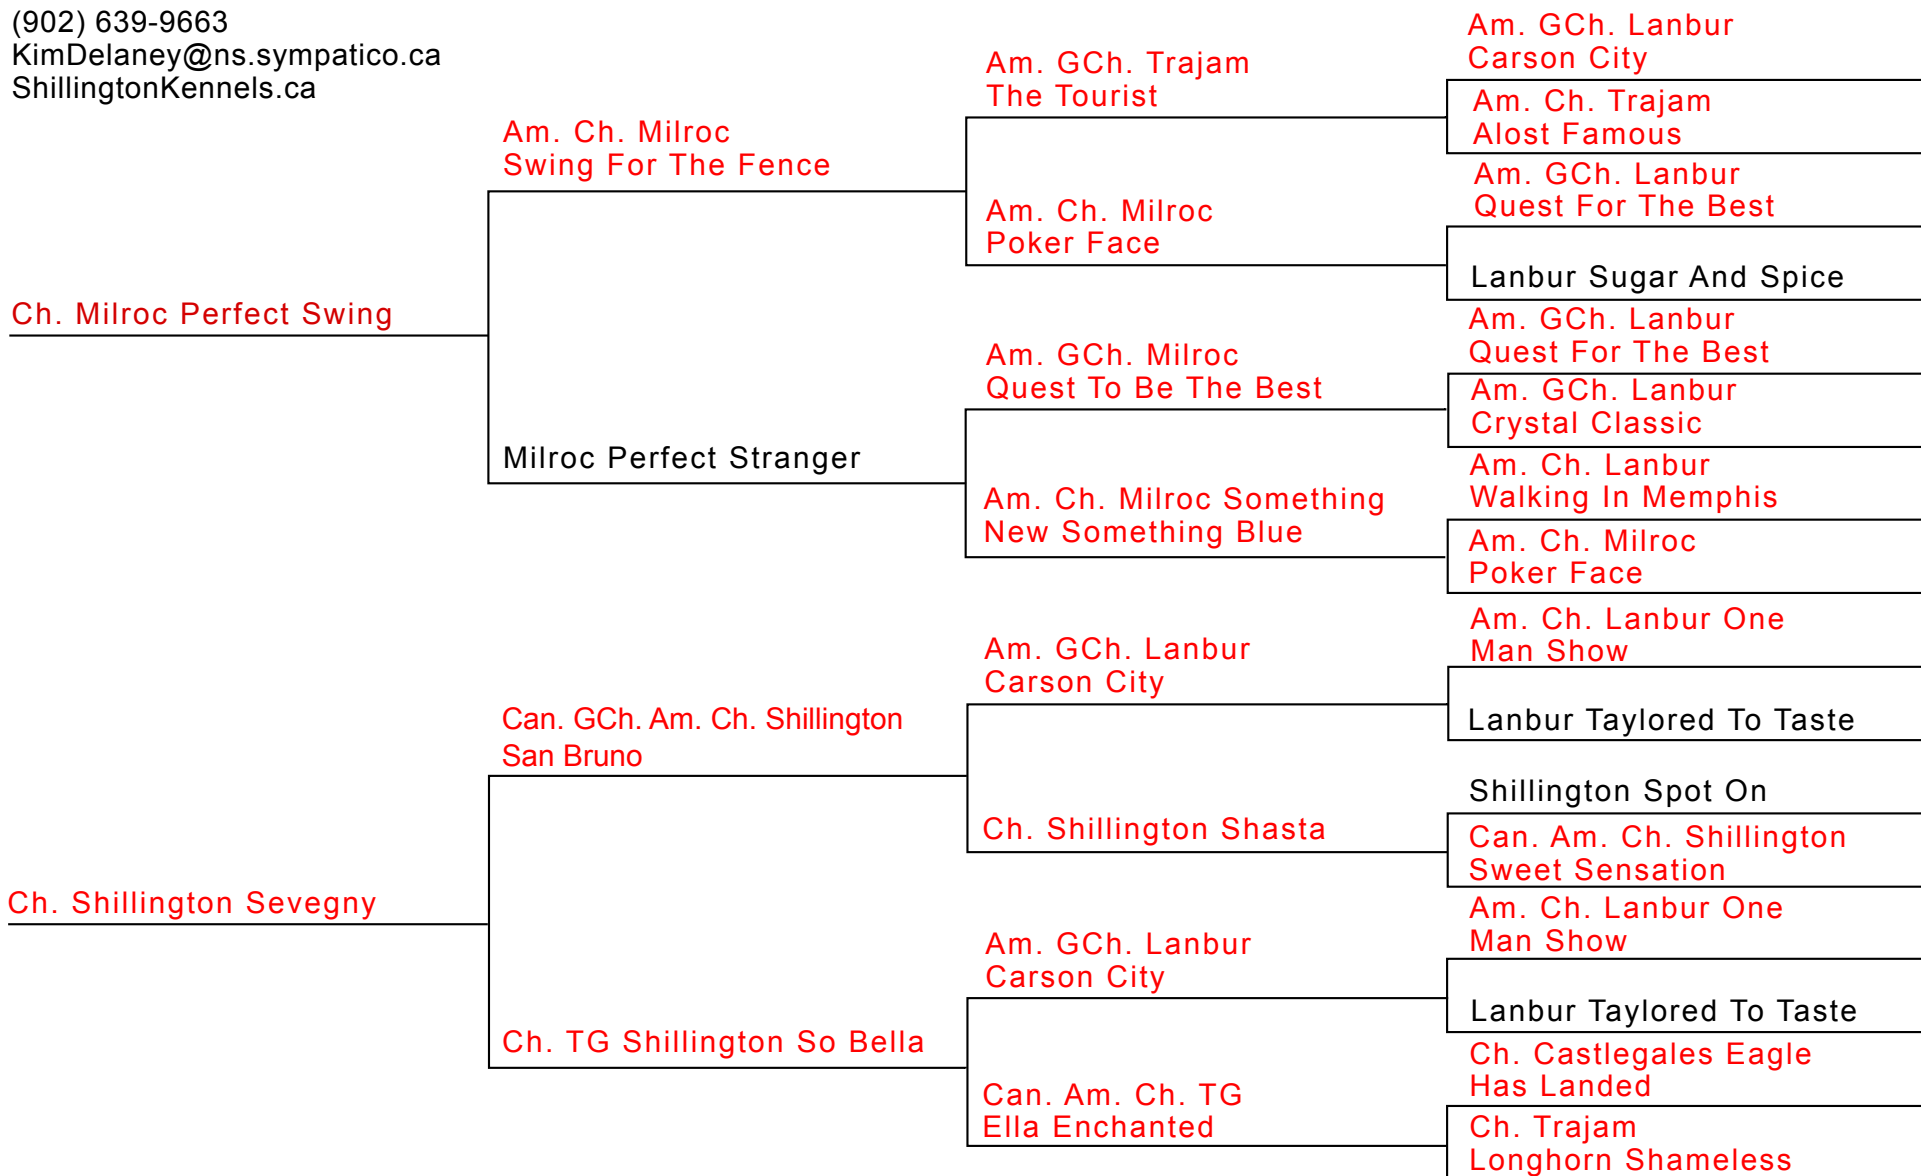 (902) 639-9663
KimDelaney@ns.sympatico.ca
ShillingtonKennels.ca
Ch. Milroc Perfect Swing
Ch. Shillington Sevegny
Am. Ch. Milroc
Swing For The Fence
Milroc Perfect Stranger
Can. GCh. Am. Ch. Shillington
San Bruno
Ch. TG Shillington So Bella
Am. GCh. Trajam
The Tourist
Am. Ch. Milroc
Poker Face
Am. GCh. Milroc
Quest To Be The Best
Am. Ch. Milroc Something
New Something Blue
Am. GCh. Lanbur
Carson City
Ch. Shillington Shasta
Am. GCh. Lanbur
Carson City
Can. Am. Ch. TG
Ella Enchanted
Am. GCh. Lanbur
Carson City
Am. Ch. Trajam
Alost Famous
Am. GCh. Lanbur
Quest For The Best
Lanbur Sugar And Spice
Am. GCh. Lanbur
Quest For The Best
Am. GCh. Lanbur
Crystal Classic
Am. Ch. Lanbur
Walking In Memphis
Am. Ch. Milroc
Poker Face
Am. Ch. Lanbur One
Man Show
Lanbur Taylored To Taste
Shillington Spot On
Can. Am. Ch. Shillington
Sweet Sensation
Am. Ch. Lanbur One
Man Show
Lanbur Taylored To Taste
Ch. Castlegales Eagle
Has Landed
Ch. Trajam
Longhorn Shameless